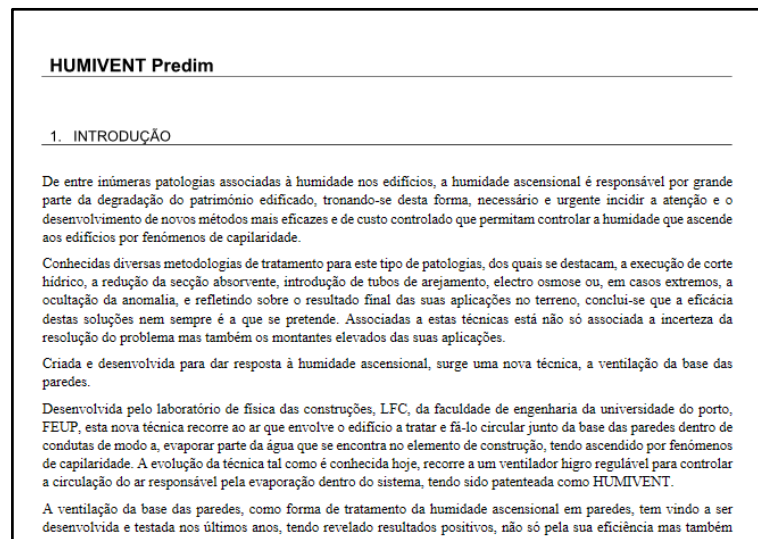 HUMIVENT Predim
1. INTRODUÇÃO
De entre inúmeras patologias associadas à humidade nos edifícios, a humidade ascensional é responsável por grande
parte da degradação do património edificado, tronando-se desta forma, necessário e urgente incidir a atenção e o
desenvolvimento de novos métodos mais eficazes e de custo controlado que permitam controlar a humidade que ascende
aos edifícios por fenómenos de capilaridade.
Conhecidas diversas metodologias de tratamento para este tipo de patologias, dos quais se destacam, a execução de corte
hídrico, a redução da secção absorvente, introdução de tubos de arejamento, electro osmose ou, em casos extremos, a
ocultação da anomalia, e refletindo sobre o resultado final das suas aplicações no terreno, conclui-se que a eficácia
destas soluções nem sempre é a que se pretende. Associadas a estas técnicas está não só associada a incerteza da
resolução do problema mas também os montantes elevados das suas aplicações.
Criada e desenvolvida para dar resposta à humidade ascensional, surge uma nova técnica, a ventilação da base das
paredes.
Desenvolvida pelo laboratório de física das construções, LFC, da faculdade de engenharia da universidade do porto,
FEUP, esta nova técnica recorre ao ar que envolve o edifício a tratar e fá-lo circular junto da base das paredes dentro de
condutas de modo a, evaporar parte da água que se encontra no elemento de construção, tendo ascendido por fenómenos
de capilaridade. A evolução da técnica tal como é conhecida hoje, recorre a um ventilador higro regulável para controlar
a circulação do ar responsável pela evaporação dentro do sistema, tendo sido patenteada como HUMIVENT.
A ventilação da base das paredes, como forma de tratamento da humidade ascensional em paredes, tem vindo a ser
desenvolvida e testada nos últimos anos, tendo revelado resultados positivos, não só pela sua eficiência mas também